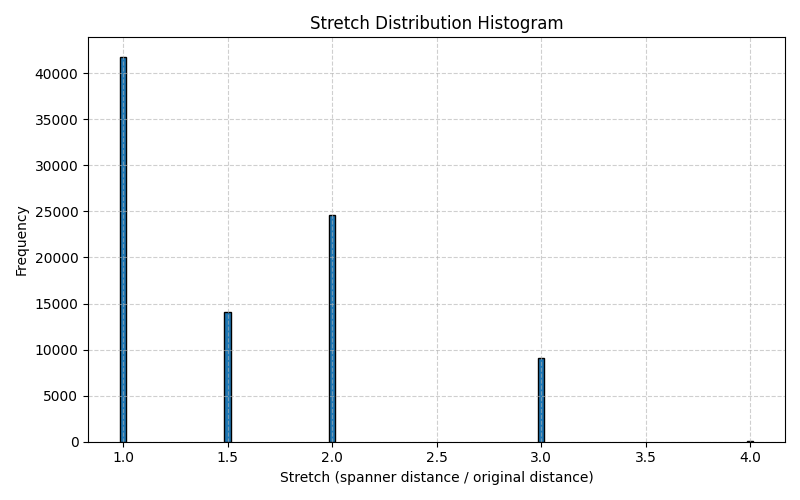 Stretch Distribution Histogram
Frequency
40000
35000
30000
25000
20000
15000
10000
5000
0
1.0 1.5 2.0 2.5 3.0 3.5 4.0
Stretch (spanner distance / original distance)